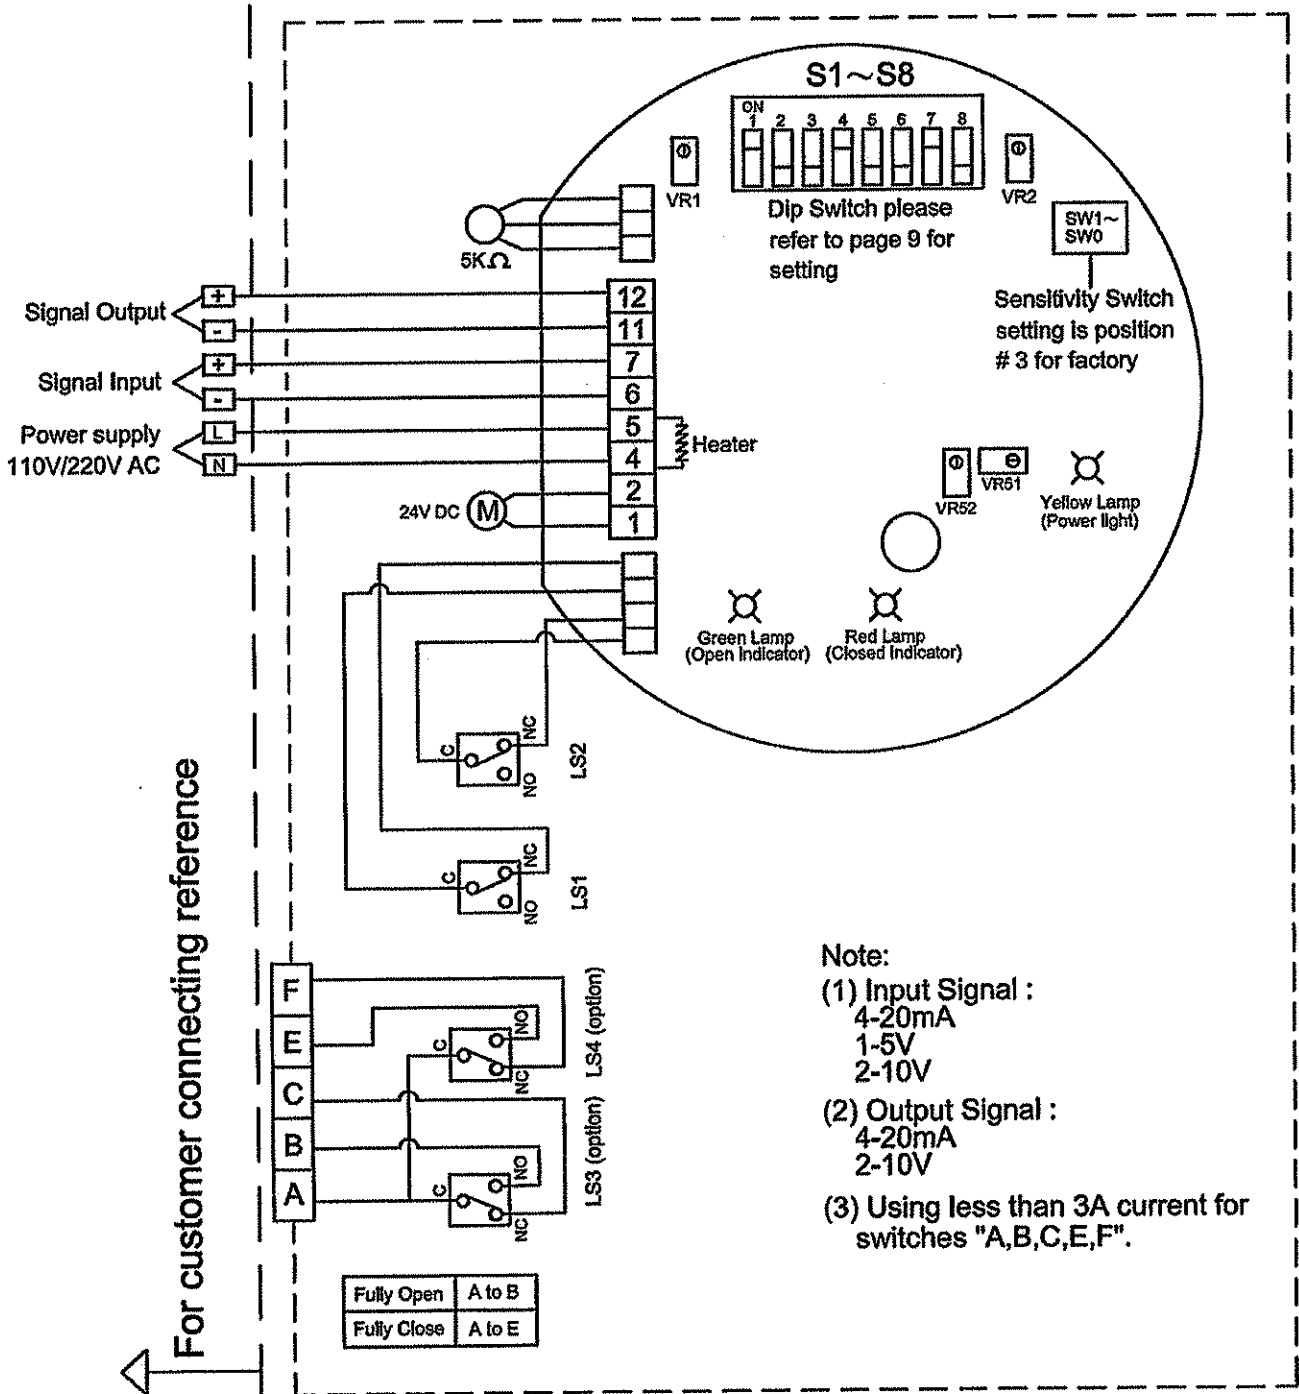 S1～S8
ON
1 2 3 4 5 6 7 8
VR1
VR2
Dip Switch please
refer to page 9 for
setting
SW1~
SW0
Sensitivity Switch
setting is position
# 3 for factory
5KΩ
Signal Output
+
-
Signal Input
+
-
Power supply
110V/220V AC
L
N
12
11
7
6
5
4
2
1
Heater
24V DC
M
VR52
VR51
Yellow Lamp
(Power light)
Green Lamp
(Open Indicator)
Red Lamp
(Closed Indicator)
C
NC
NO
LS2
C
NC
NO
LS1
For customer connecting reference
F
E
C
B
A
C
NO
NC
LS4 (option)
C
NO
NC
LS3 (option)
Fully Open A to B
Fully Close A to E
Note:
(1) Input Signal :
4-20mA
1-5V
2-10V
(2) Output Signal :
4-20mA
2-10V
(3) Using less than 3A current for
switches "A,B,C,E,F".